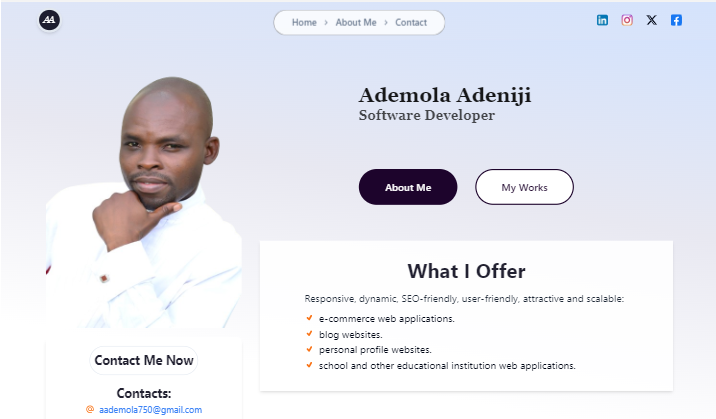 AA
Home > About Me > Contact
Ademola Adeniji
Software Developer
About Me
My Works
What I Offer
Responsive, dynamic, SEO-friendly, user-friendly, attractive and scalable:
e-commerce web applications.
blog websites.
personal profile websites.
school and other educational institution web applications.
Contact Me Now
Contacts:
@ aademola750@gmail.com